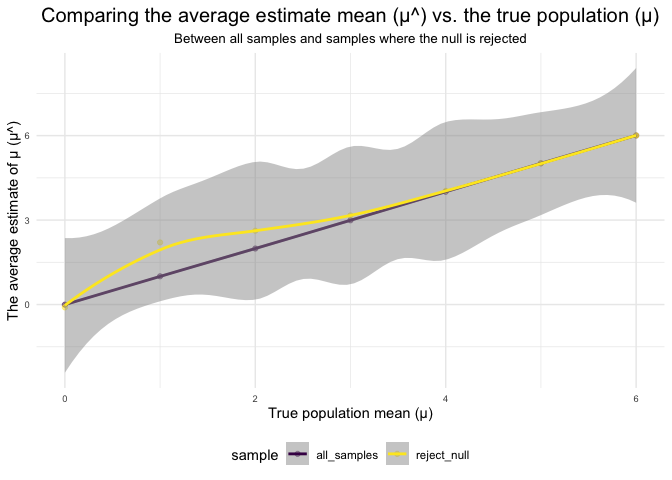 Comparing the average estimate mean (μ^) vs. the true population (μ)
Between all samples and samples where the null is rejected
The average estimate of μ (μ^)
6
3
0
0 2 4 6
True population mean (μ)
sample all_samples reject_null